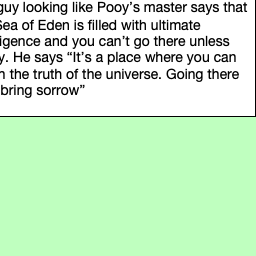 guy looking like Pooy’s master says that
Sea of Eden is filled with ultimate
igence and you can’t go there unless
y. He says “It’s a place where you can
n the truth of the universe. Going there
bring sorrow”